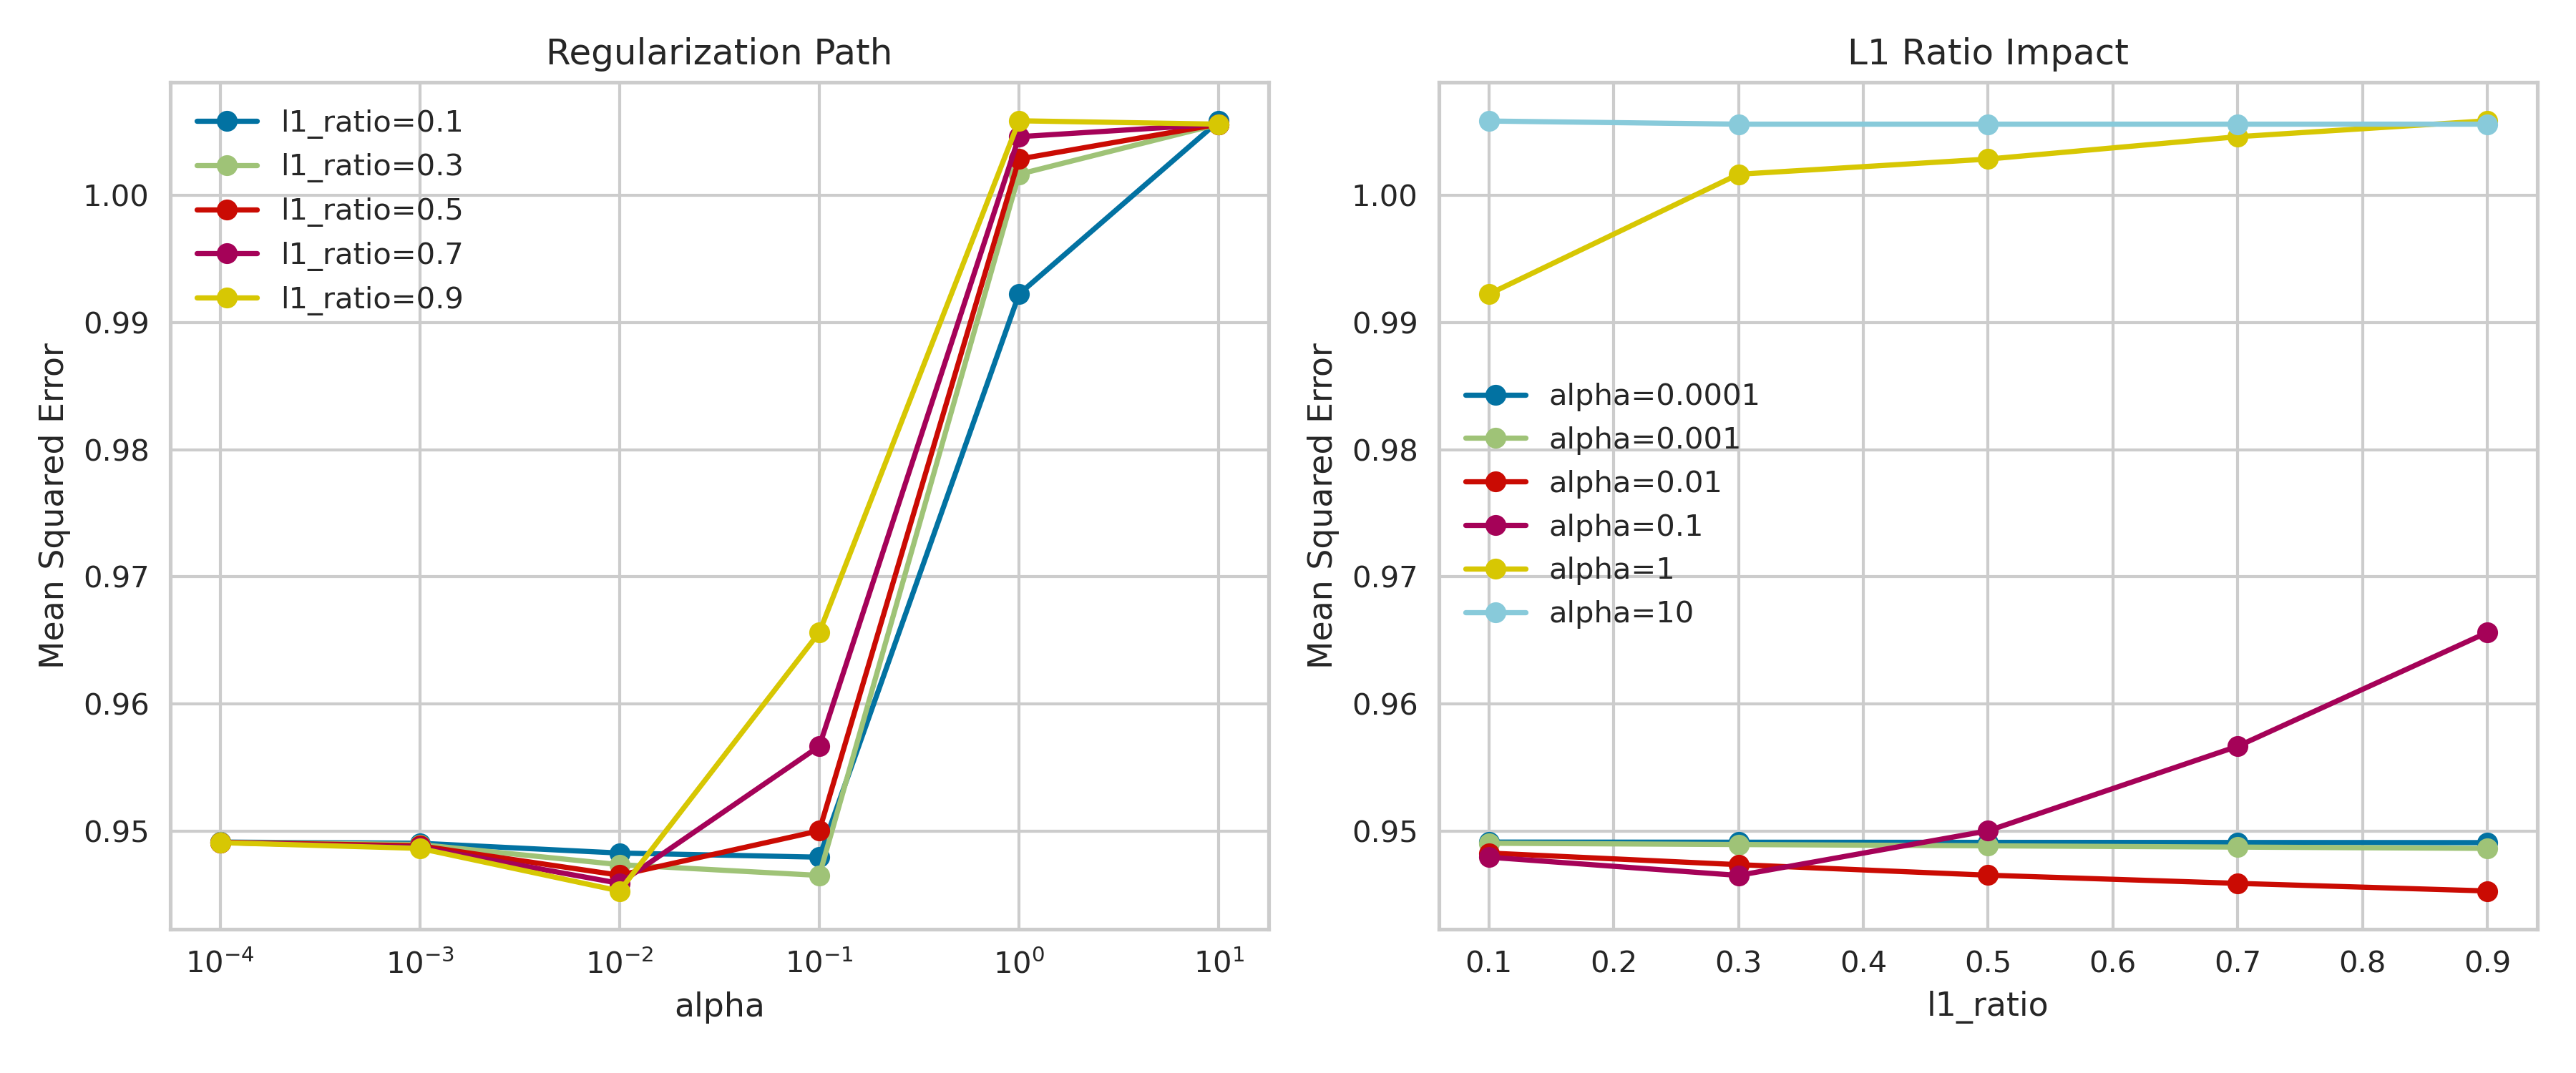 Regularization Path
Mean Squared Error
1.00
0.99
0.98
0.97
0.96
0.95
l1_ratio=0.1
l1_ratio=0.3
l1_ratio=0.5
l1_ratio=0.7
l1_ratio=0.9
10⁻⁴ 10⁻³ 10⁻² 10⁻¹ 10⁰ 10¹
alpha
L1 Ratio Impact
Mean Squared Error
1.00
0.99
0.98
0.97
0.96
0.95
alpha=0.0001
alpha=0.001
alpha=0.01
alpha=0.1
alpha=1
alpha=10
0.1 0.2 0.3 0.4 0.5 0.6 0.7 0.8 0.9
l1_ratio